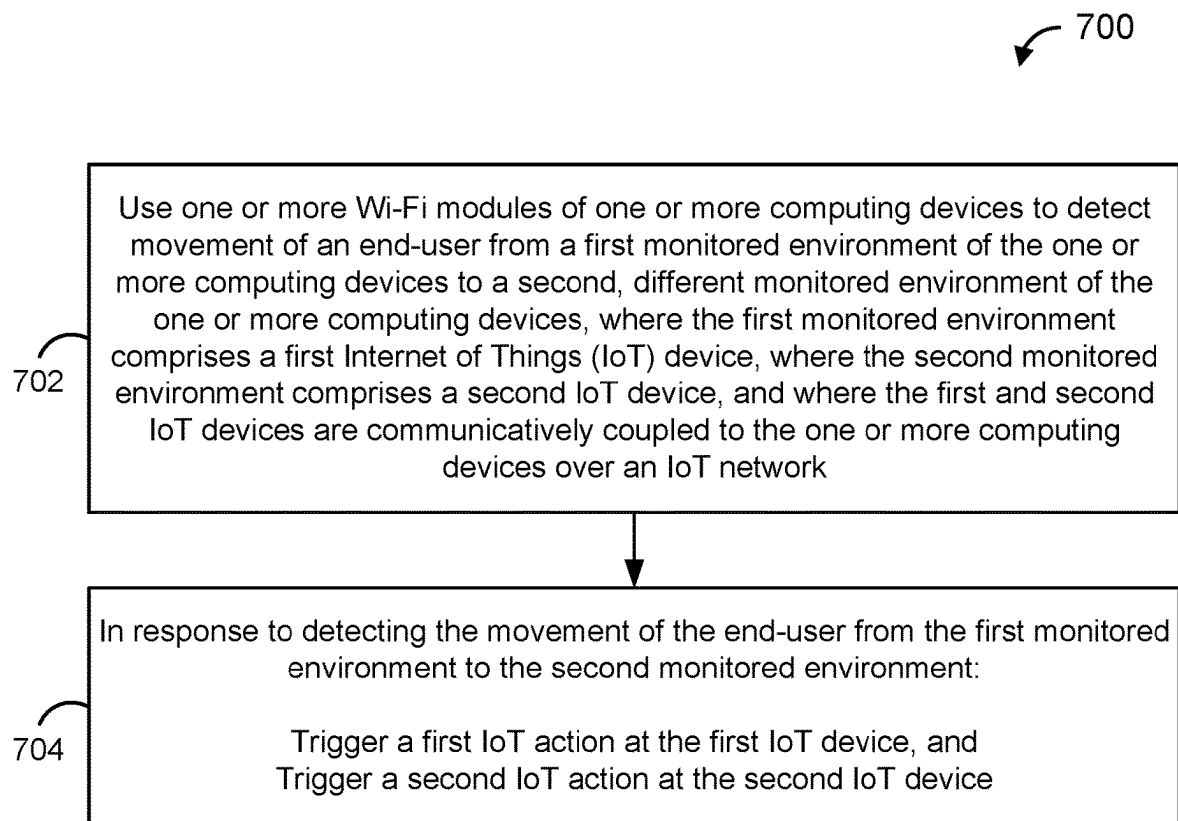 700
Use one or more Wi-Fi modules of one or more computing devices to detect
movement of an end-user from a first monitored environment of the one or
more computing devices to a second, different monitored environment of the
one or more computing devices, where the first monitored environment
comprises a first Internet of Things (IoT) device, where the second monitored
environment comprises a second IoT device, and where the first and second
IoT devices are communicatively coupled to the one or more computing
devices over an IoT network
702
In response to detecting the movement of the end-user from the first monitored
environment to the second monitored environment:
Trigger a first IoT action at the first IoT device, and
Trigger a second IoT action at the second IoT device
704